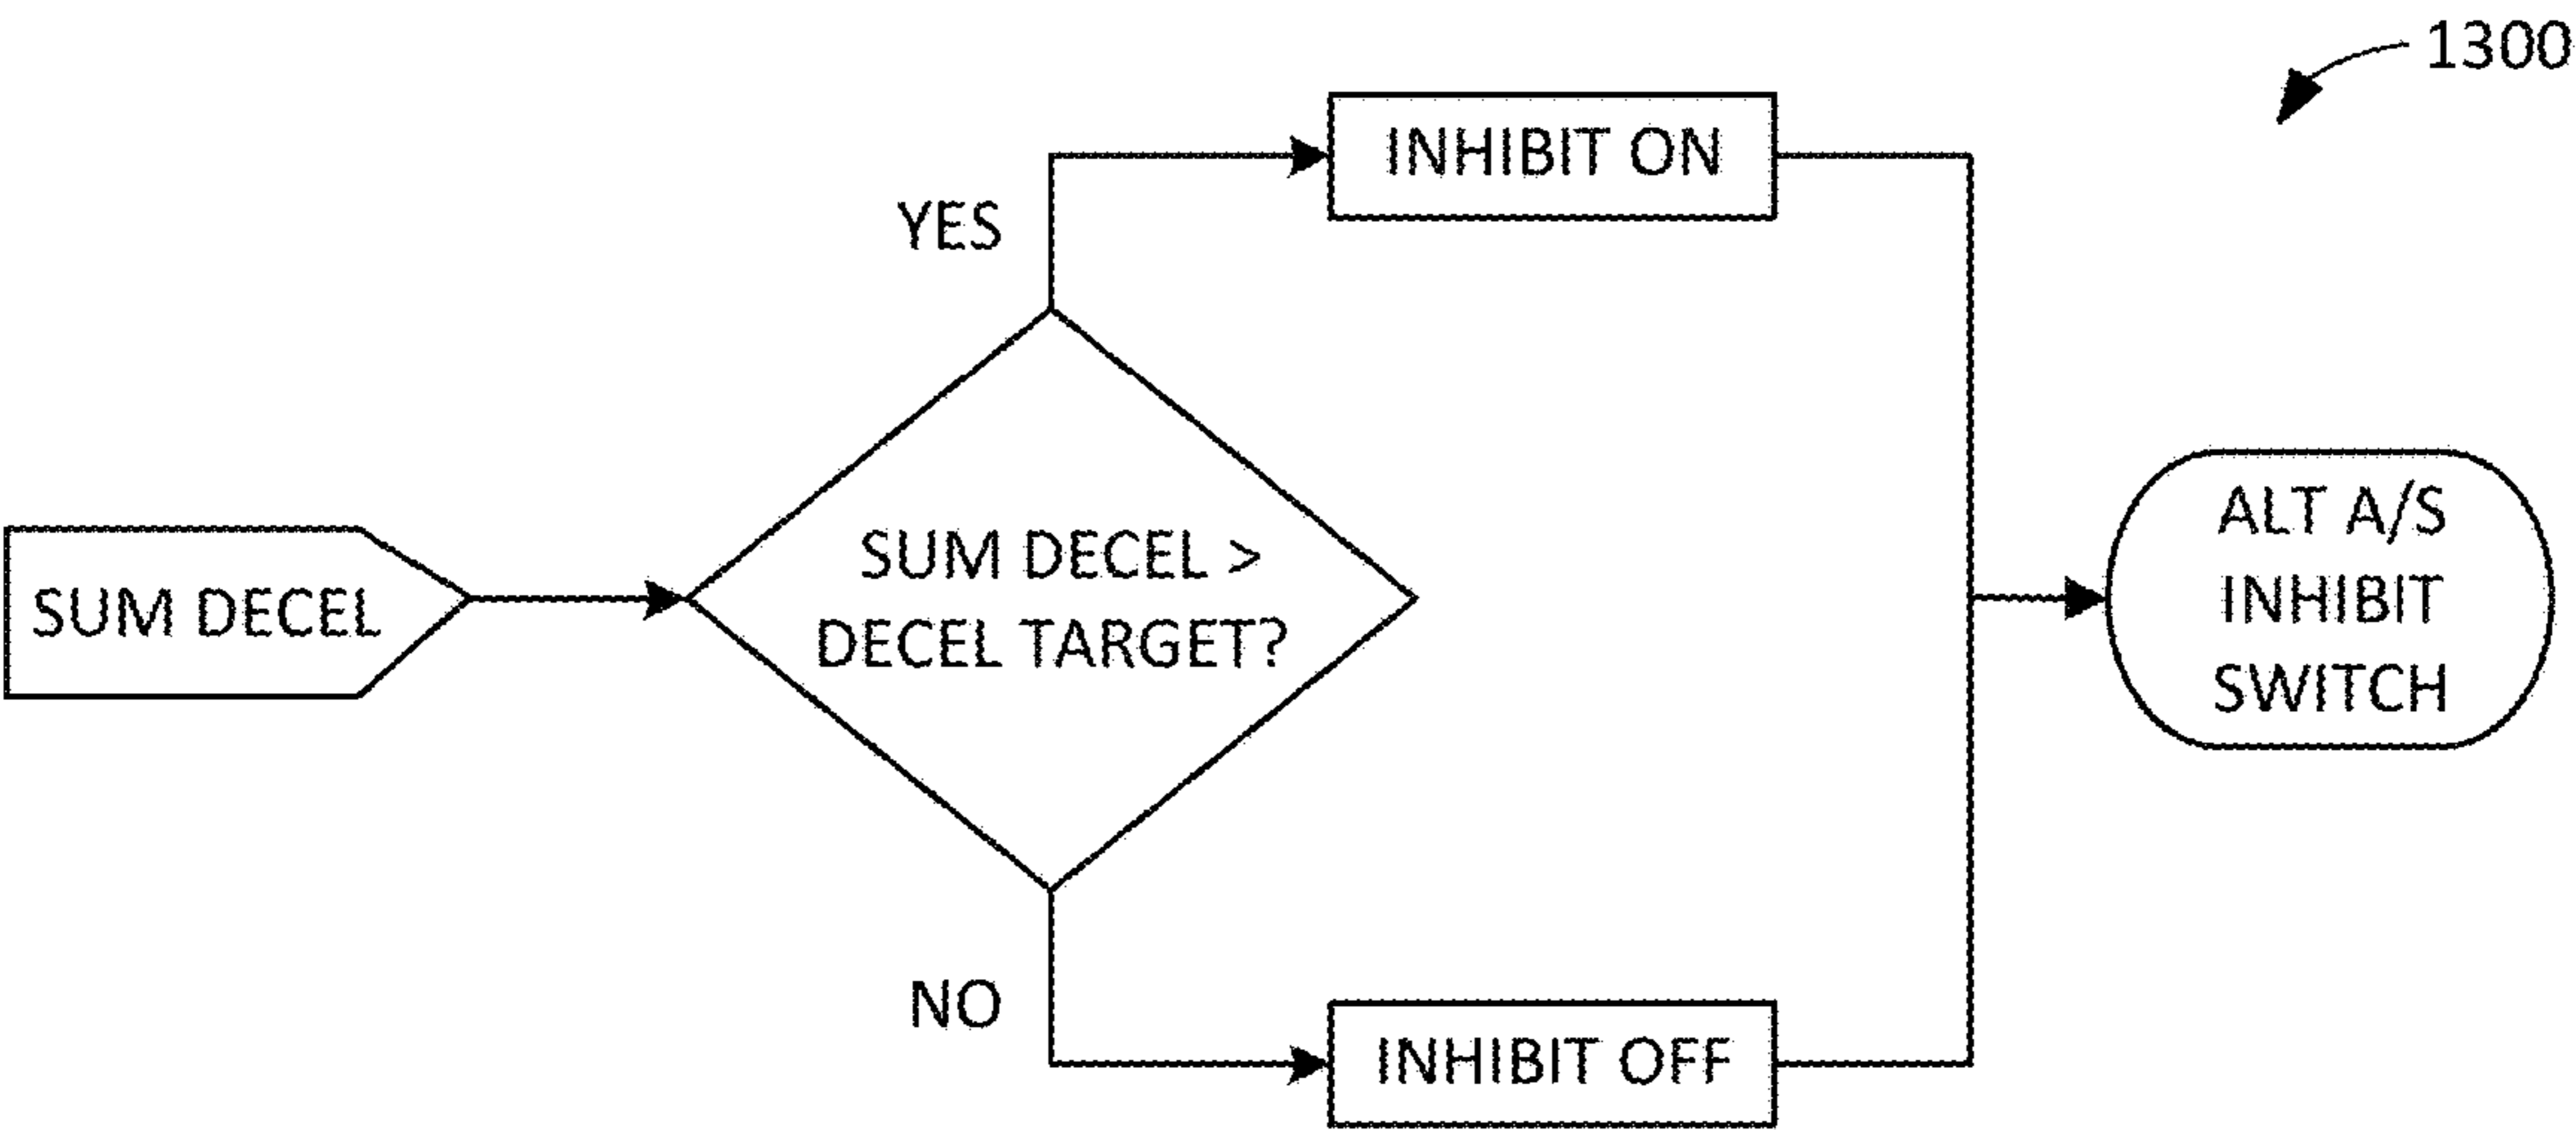 1300
INHIBIT ON
YES
SUM DECEL
SUM DECEL >
DECEL TARGET?
ALT A/S
INHIBIT
SWITCH
NO
INHIBIT OFF